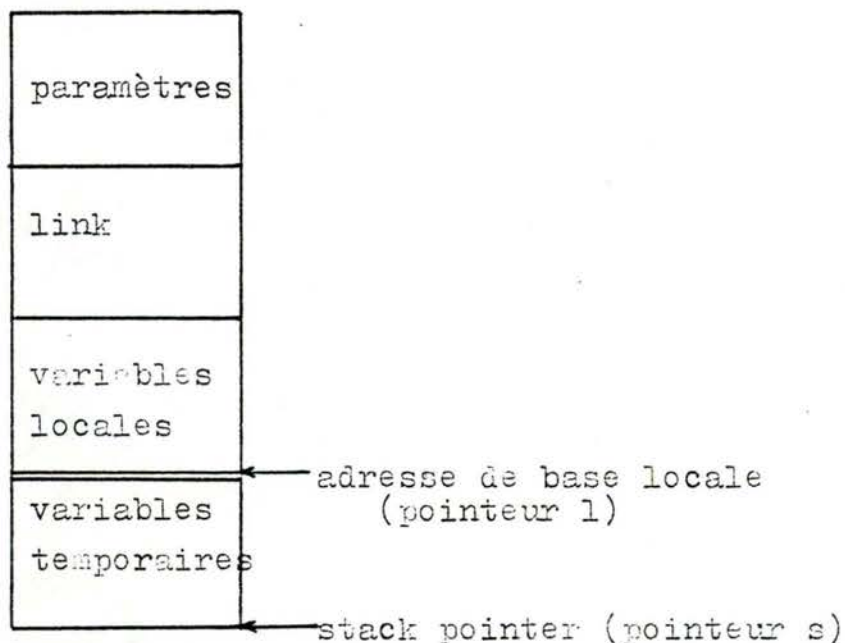 paramètres
link
variables
locales
adresse de base locale
(pointeur l)
variables
temporaires
stack pointer (pointeur s)